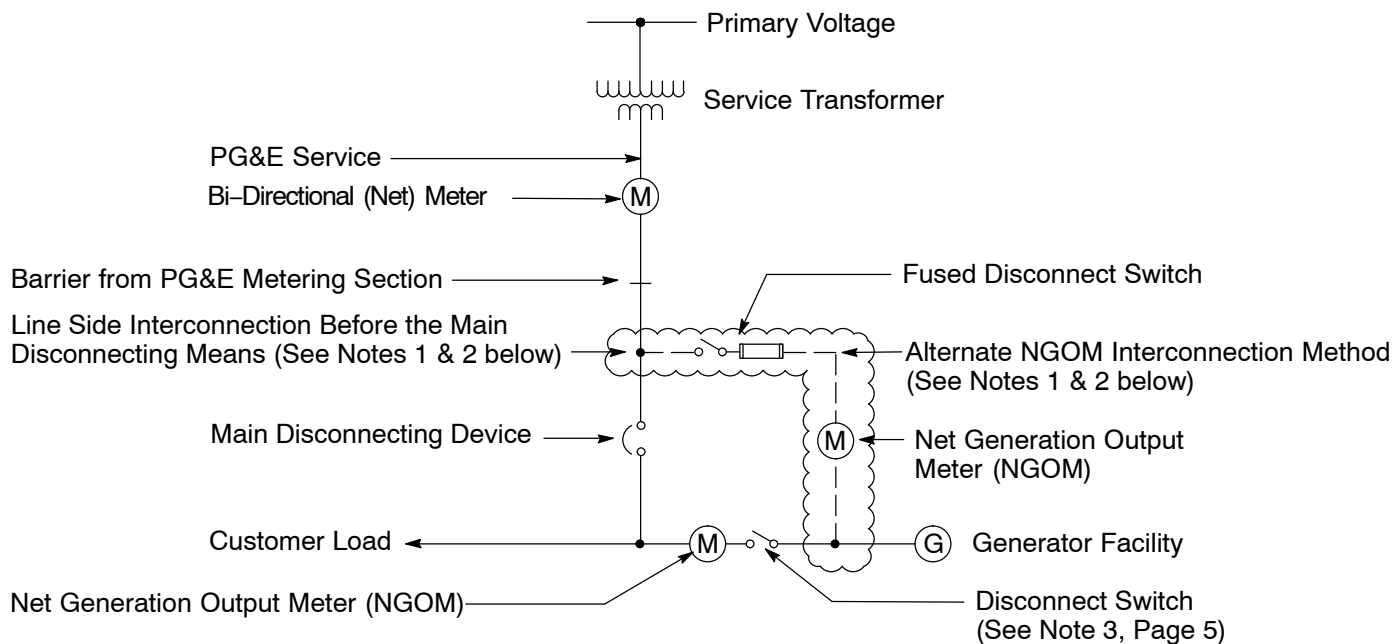 Primary Voltage
Service Transformer
PG&E Service
Bi–Directional (Net) Meter
M
Barrier from PG&E Metering Section
Fused Disconnect Switch
Line Side Interconnection Before the Main
Disconnecting Means (See Notes 1 & 2 below)
Alternate NGOM Interconnection Method
(See Notes 1 & 2 below)
Main Disconnecting Device
M
Net Generation Output
Meter (NGOM)
Customer Load
M
G
Generator Facility
Net Generation Output Meter (NGOM)
Disconnect Switch
(See Note 3, Page 5)